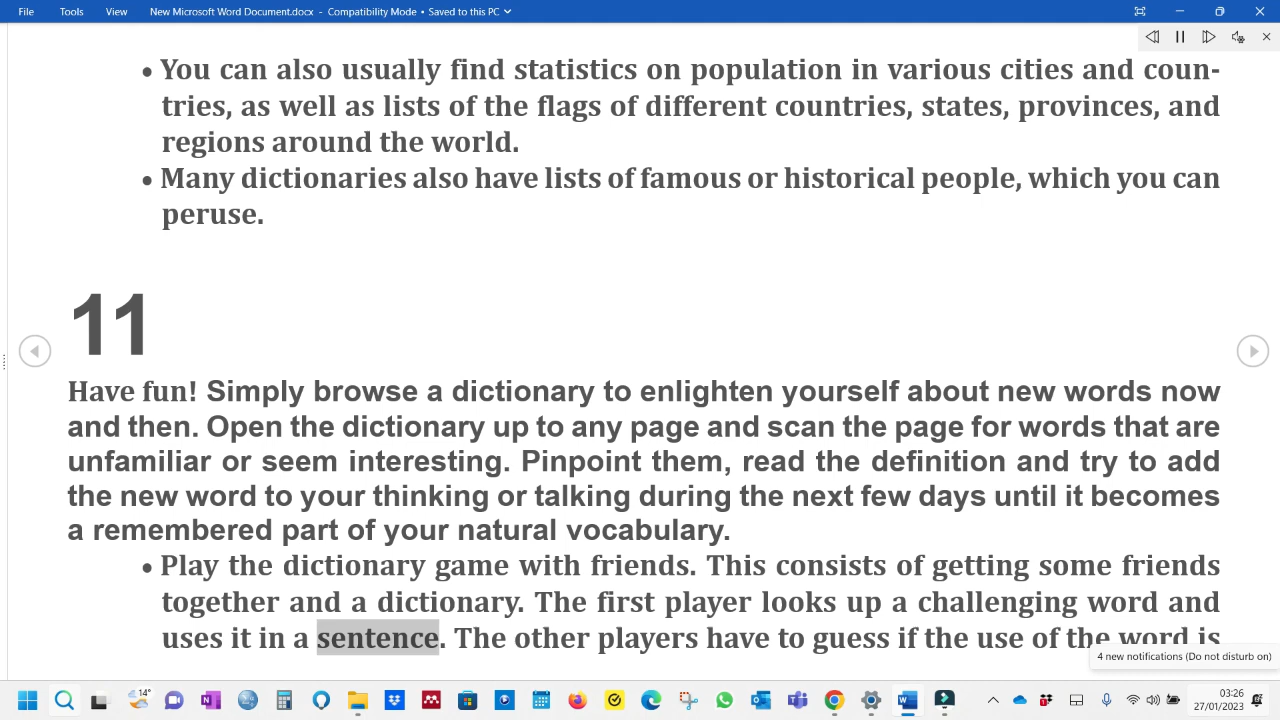 File Tools View New Microsoft Word Document.docx - Compatibility Mode • Saved to this PC
• You can also usually find statistics on population in various cities and coun-
tries, as well as lists of the flags of different countries, states, provinces, and
regions around the world.
• Many dictionaries also have lists of famous or historical people, which you can
peruse.
11
Have fun! Simply browse a dictionary to enlighten yourself about new words now
and then. Open the dictionary up to any page and scan the page for words that are
unfamiliar or seem interesting. Pinpoint them, read the definition and try to add
the new word to your thinking or talking during the next few days until it becomes
a remembered part of your natural vocabulary.
• Play the dictionary game with friends. This consists of getting some friends
together and a dictionary. The first player looks up a challenging word and
uses it in a sentence. The other players have to guess if the use of the word is
4 new notifications (Do not disturb on)
14°
03:26
27/01/2023